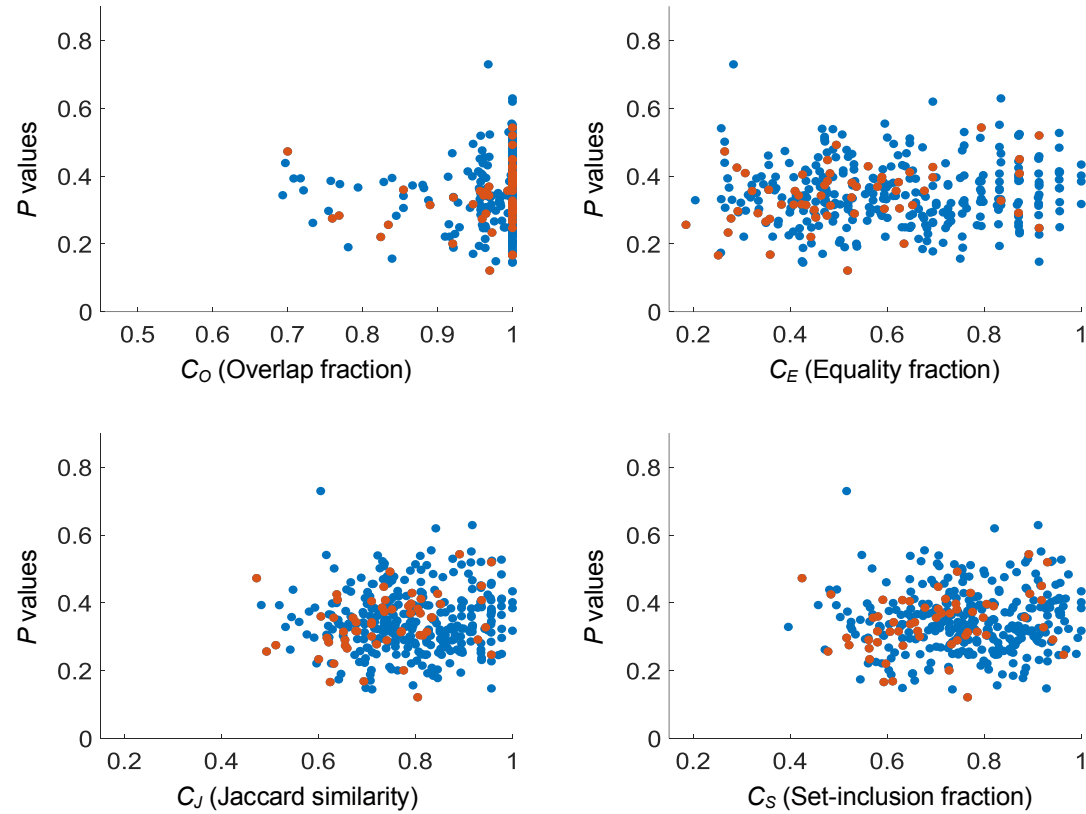 P values
0.8
0.6
0.4
0.2
0
0.5 0.6 0.7 0.8 0.9 1
C_O (Overlap fraction)
P values
0.8
0.6
0.4
0.2
0
0.2 0.4 0.6 0.8 1
C_E (Equality fraction)
P values
0.8
0.6
0.4
0.2
0
0.2 0.4 0.6 0.8 1
C_J (Jaccard similarity)
P values
0.8
0.6
0.4
0.2
0
0.2 0.4 0.6 0.8 1
C_S (Set-inclusion fraction)